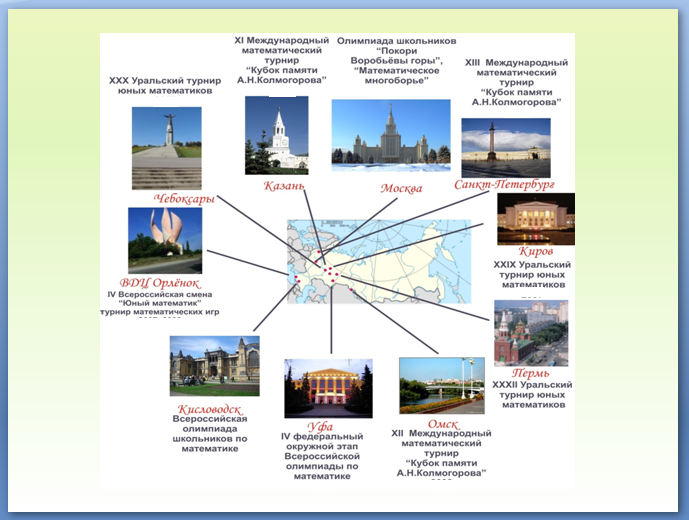 XI Международный
математический
турнир
“Кубок памяти
А.Н.Колмогорова”
Олимпиада школьников
“Покори
Воробьёвы горы”,
“Математическое
многоборье”
XIII Международный
математический
турнир
“Кубок памяти
А.Н.Колмогорова”
XXX Уральский турнир
юных математиков
Чебоксары
Казань
Москва
Санкт-Петербург
ВДЦ Орлёнок
IV Всероссийская смена
“Юный математик”
турнир математических игр
Киров
XXIX Уральский
турнир юных
математиков
Пермь
XXXII Уральский
турнир юных
математиков
Кисловодск
Всероссийская
олимпиада
школьников по
математике
Уфа
IV федеральный
окружной этап
Всероссийской
олимпиады по
математике
Омск
XII Международный
математический
турнир
“Кубок памяти
А.Н.Колмогорова”